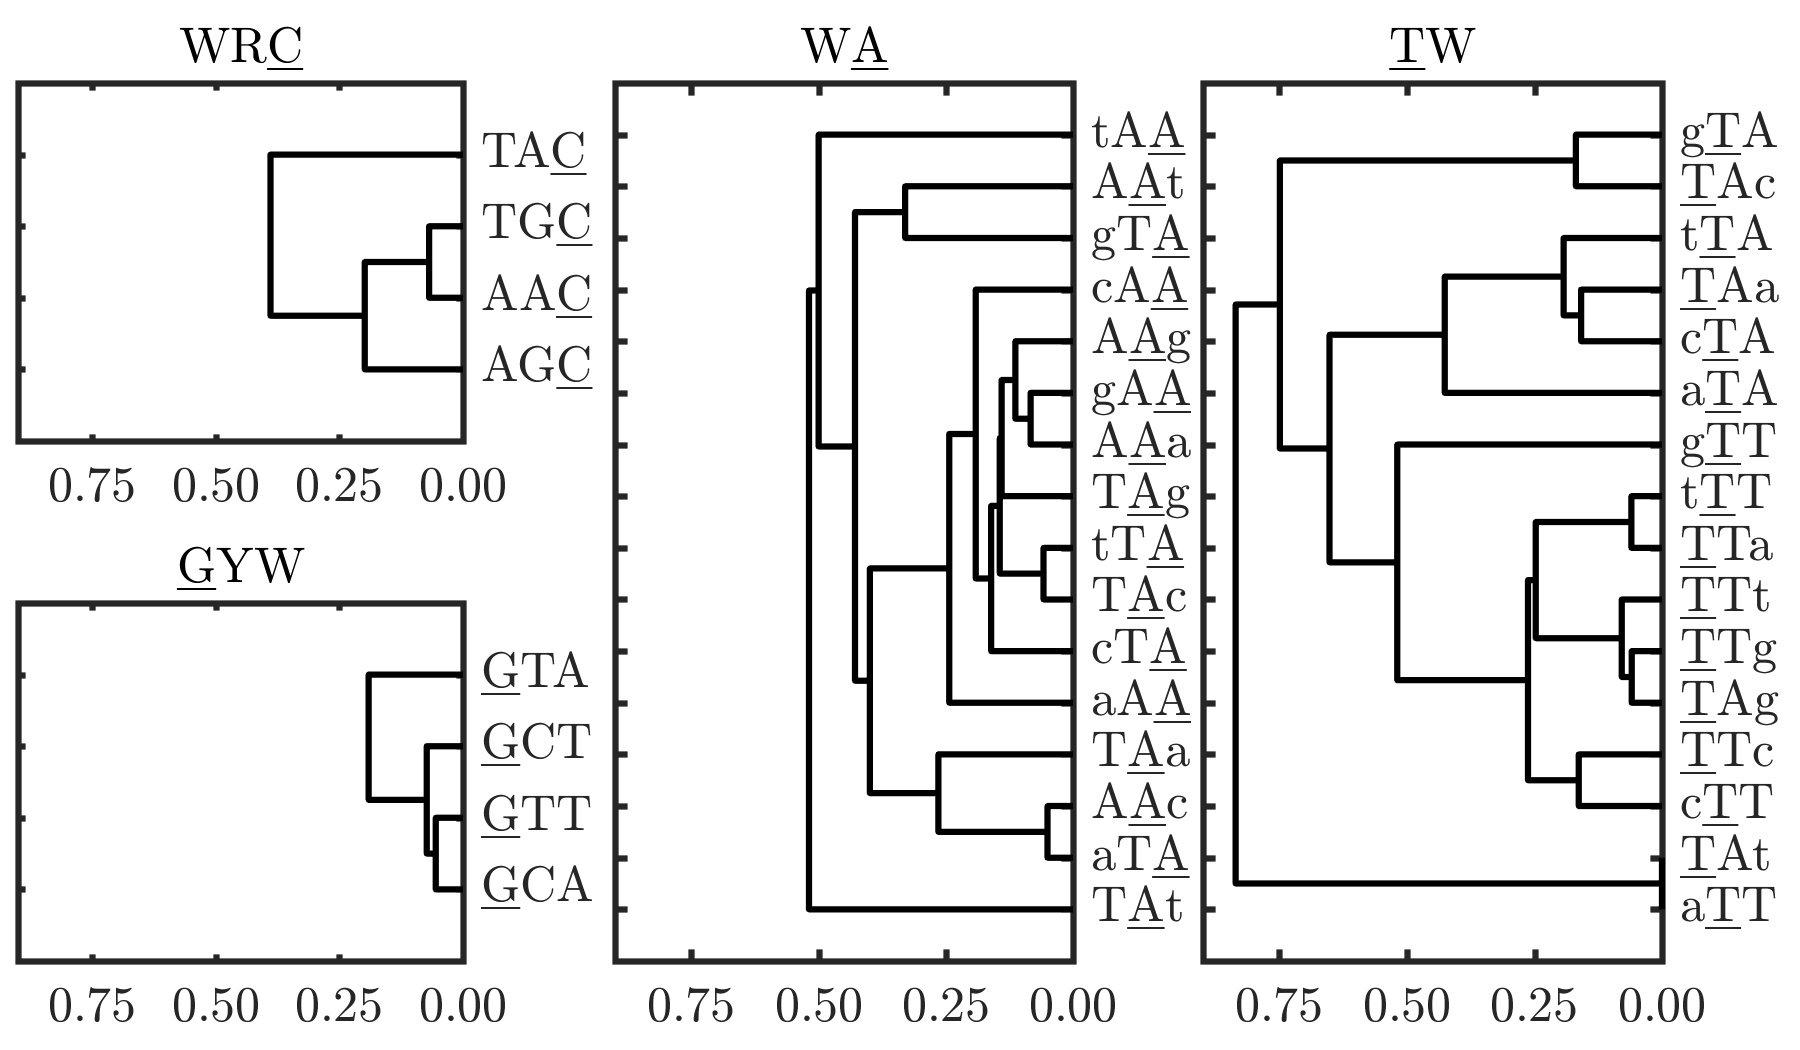 WRC
TAC
TGC
AAC
AGC
0.75 0.50 0.25 0.00
GYW
GTA
GCT
GTT
GCA
0.75 0.50 0.25 0.00
WA
tAA
AAt
gTA
cAA
AAg
gAA
AAa
TAg
tTA
TAc
cTA
aAA
TAa
AAc
aTA
TAt
0.75 0.50 0.25 0.00
TW
gTA
TAc
tTA
TAa
cTA
aTA
gTT
tTT
TTa
TTt
TTg
TAg
TTc
cTT
TAt
aTT
0.75 0.50 0.25 0.00